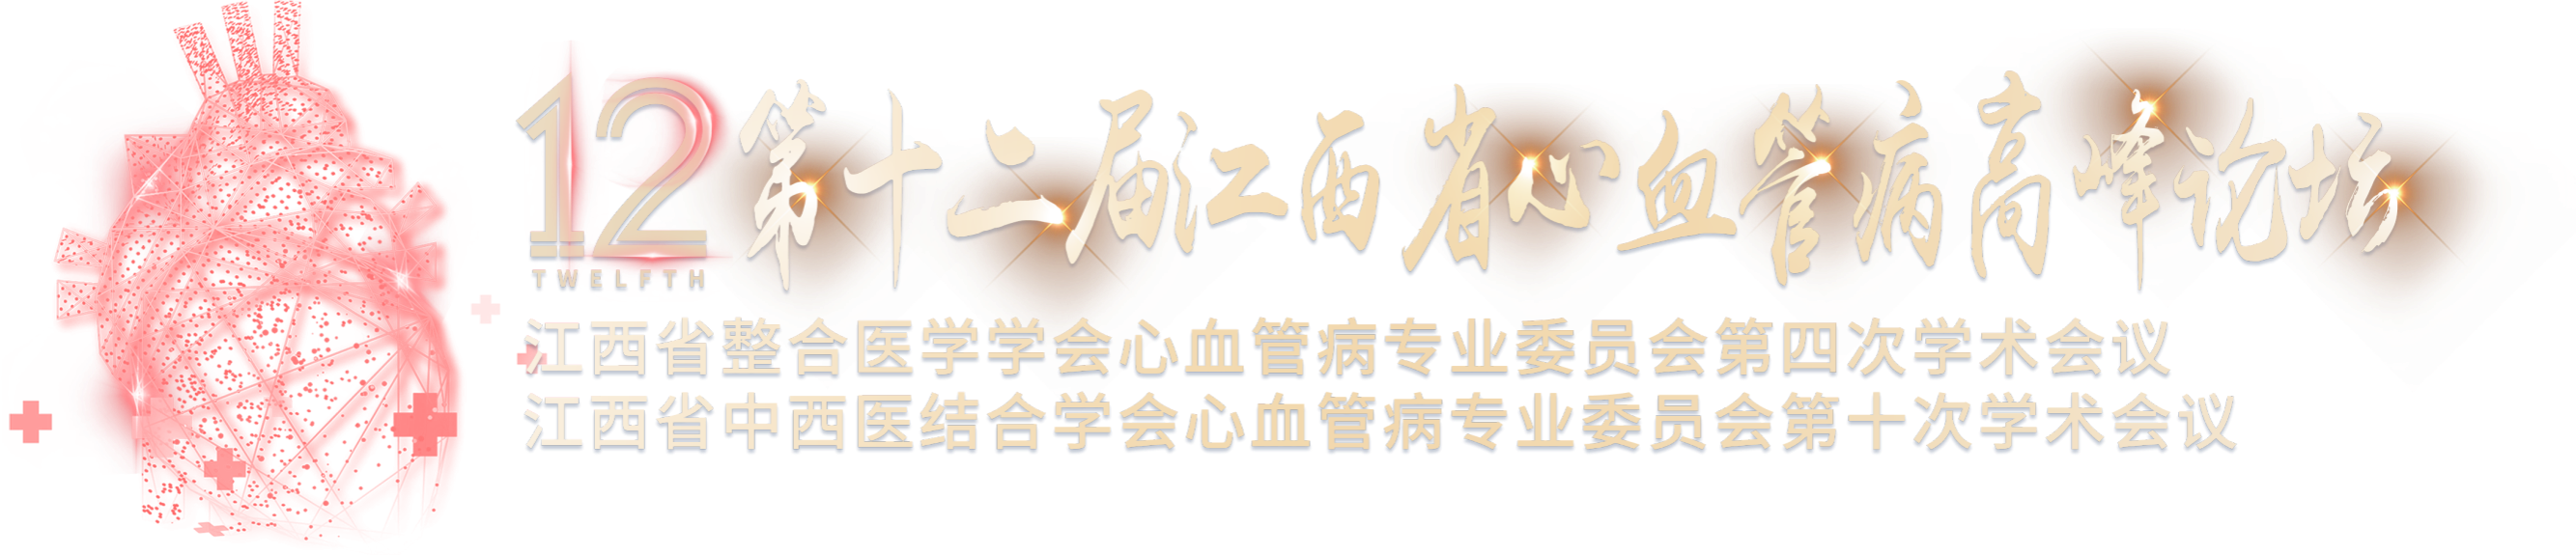 12 第十二届江西省心血管病高峰论坛
TWELFTH
江西省整合医学学会心血管病专业委员会第四次学术会议
江西省中西医结合学会心血管病专业委员会第十次学术会议